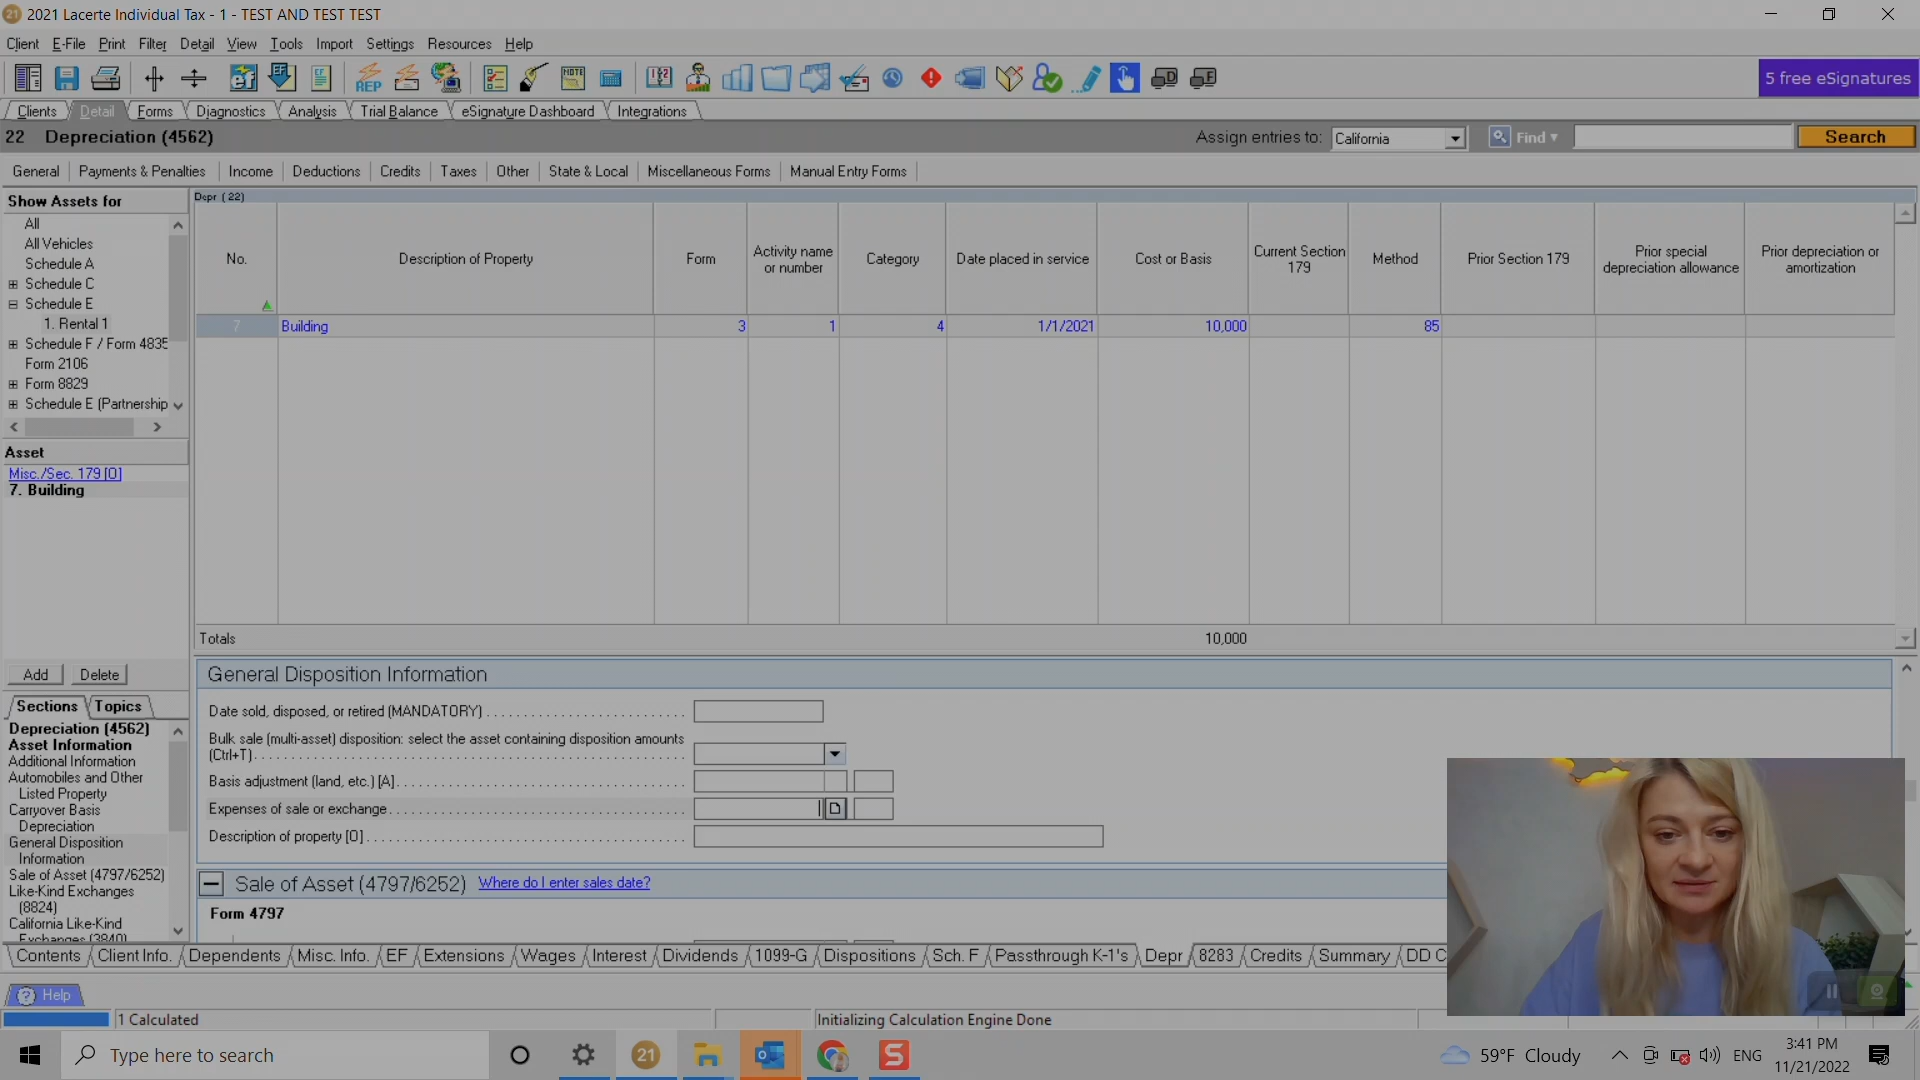 21 2021 Lacerte Individual Tax - 1 - TEST AND TEST TEST
Client E-File Print Filter Detail View Tools Import Settings Resources Help
REP NOTE 5 free eSignatures
Clients Detail Forms Diagnostics Analysis Trial Balance eSignature Dashboard Integrations
22 Depreciation (4562) Assign entries to: California Find Search
General Payments & Penalties Income Deductions Credits Taxes Other State & Local Miscellaneous Forms Manual Entry Forms
Show Assets for
All
All Vehicles
Schedule A
Schedule C
Schedule E
1. Rental 1
Schedule F / Form 4835
Form 2106
Form 8829
Schedule E (Partnership
Asset
Misc./Sec. 179 [O]
7. Building
Add Delete
Sections Topics
Depreciation (4562)
Asset Information
Additional Information
Automobiles and Other
Listed Property
Carryover Basis
Depreciation
General Disposition
Information
Sale of Asset (4797/6252)
Like-Kind Exchanges
(8824)
California Like-Kind
Exchanges (3840)
Depr (22)
No. Description of Property Form Activity name or number Category Date placed in service Cost or Basis Current Section 179 Method Prior Section 179 Prior special depreciation allowance Prior depreciation or amortization
7 Building 3 1 4 1/1/2021 10,000 85
Totals 10,000
General Disposition Information
Date sold, disposed, or retired (MANDATORY)
Bulk sale (multi-asset) disposition: select the asset containing disposition amounts
(Ctrl+T)
Basis adjustment (land, etc.) [A]
Expenses of sale or exchange
Description of property [O]
Sale of Asset (4797/6252) Where do I enter sales date?
Form 4797
Contents Client Info. Dependents Misc. Info. EF Extensions Wages Interest Dividends 1099-G Dispositions Sch. F Passthrough K-1's Depr 8283 Credits Summary DD C
Help
1 Calculated Initializing Calculation Engine Done
Type here to search 21 S 59°F Cloudy ENG 3:41 PM
11/21/2022